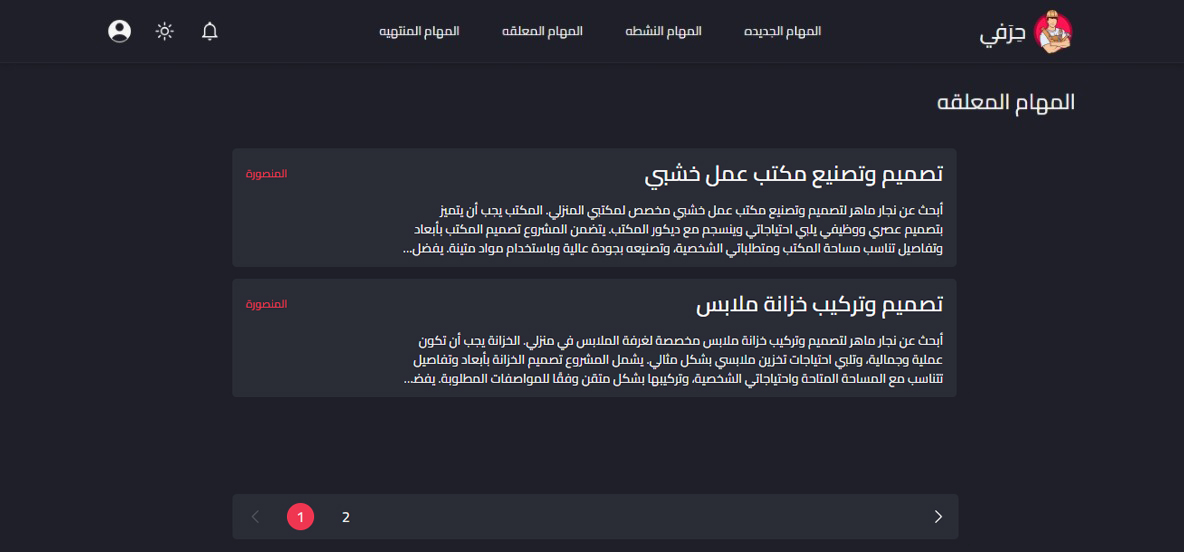 حِرَفي
المهام الجديده
المهام النشطه
المهام المعلقه
المهام المنتهيه
المهام المعلقه
تصميم وتصنيع مكتب عمل خشبي
المنصورة
أبحث عن نجار ماهر لتصميم وتصنيع مكتب عمل خشبي مخصص لمكتبي المنزلي. المكتب يجب أن يتميز
بتصميم عصري ووظيفي يلبي احتياجاتي وينسجم مع ديكور المكتب. يتضمن المشروع تصميم المكتب بأبعاد
وتفاصيل تناسب مساحة المكتب ومتطلباتي الشخصية، وتصنيعه بجودة عالية وباستخدام مواد متينة. يفضل...
تصميم وتركيب خزانة ملابس
المنصورة
أبحث عن نجار ماهر لتصميم وتركيب خزانة ملابس مخصصة لغرفة الملابس في منزلي. الخزانة يجب أن تكون
عملية وجمالية، وتلبي احتياجات تخزين ملابسي بشكل مثالي. يشمل المشروع تصميم الخزانة بأبعاد وتفاصيل
تتناسب مع المساحة المتاحة واحتياجاتي الشخصية، وتركيبها بشكل متقن وفقًا للمواصفات المطلوبة. يفض...
1 2